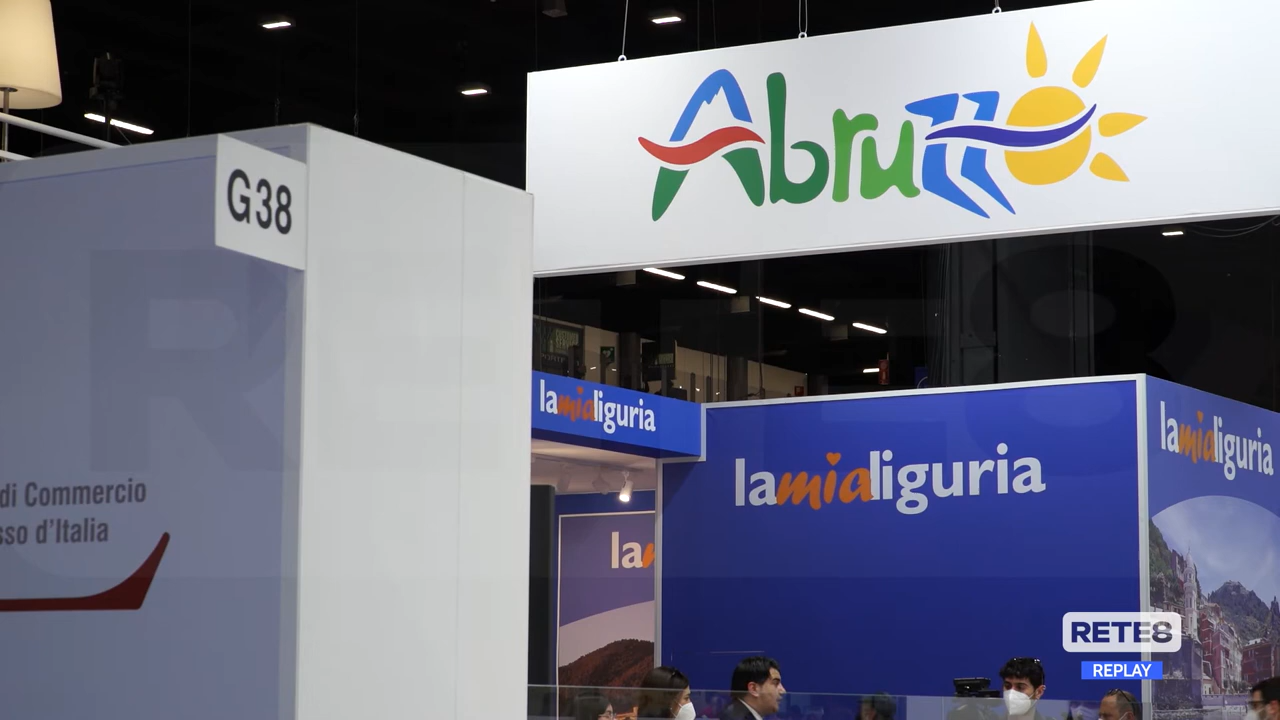 Abruzzo
G38
lamialiguria
lamialiguria
lamialiguria
la
di Commercio
sso d'Italia
RETE8
REPLAY